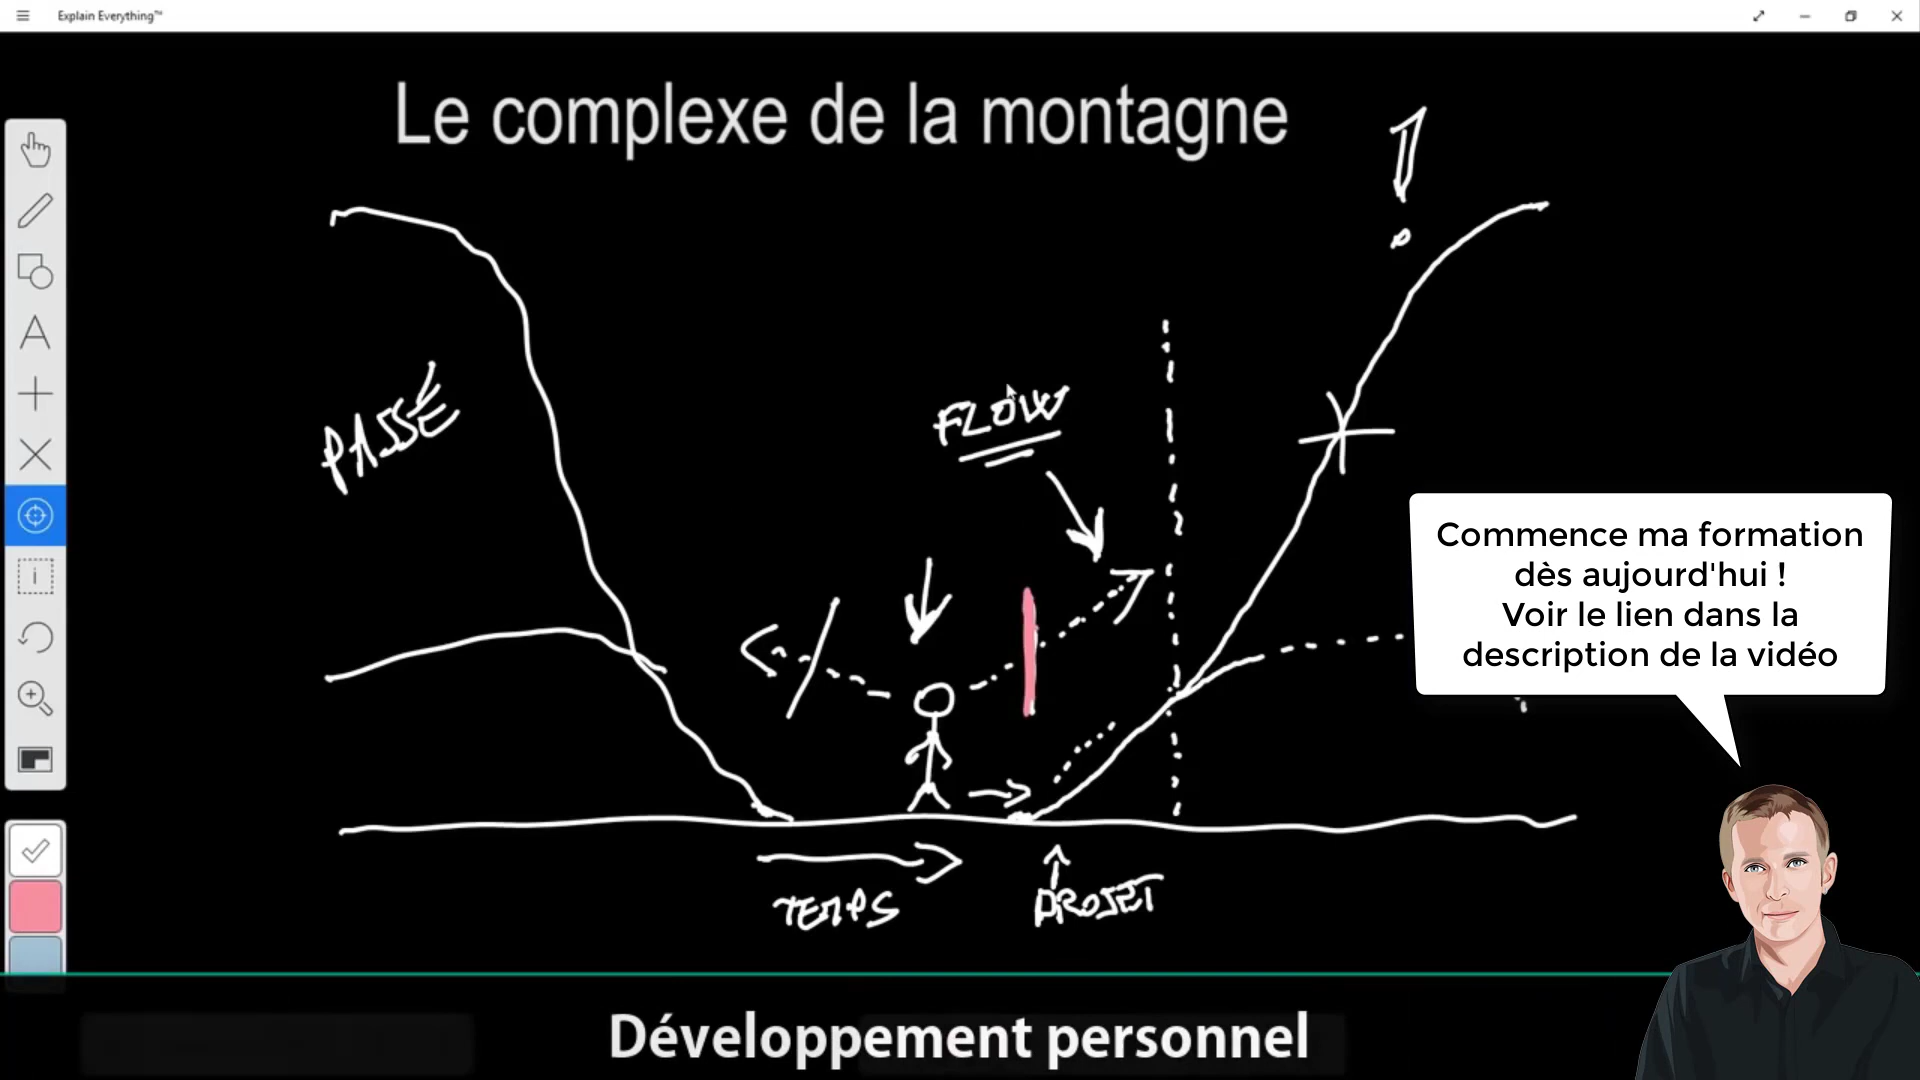 Explain Everything™
Le complexe de la montagne
PASSÉ
FLOW
Commence ma formation
dès aujourd'hui !
Voir le lien dans la
description de la vidéo
TEMPS
PROJET
Développement personnel